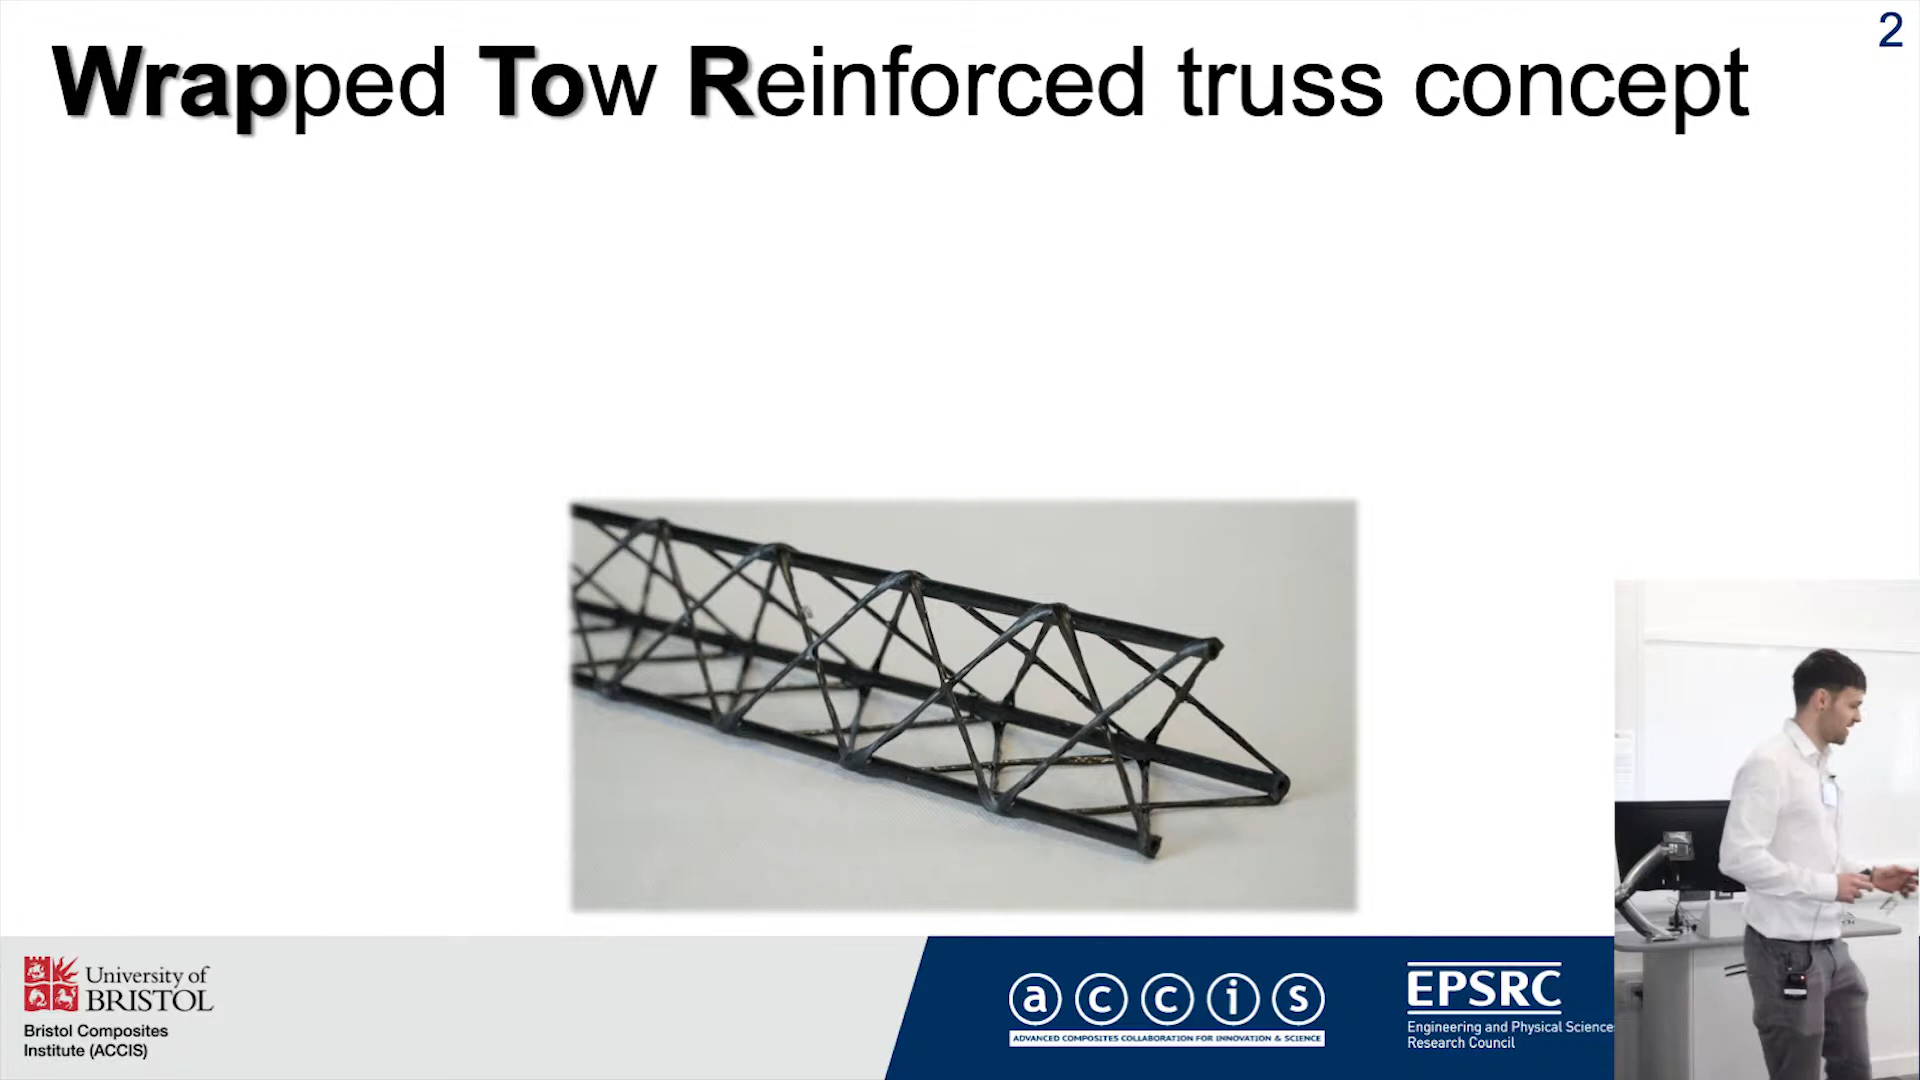 2
Wrapped Tow Reinforced truss concept
University of
BRISTOL
Bristol Composites
Institute (ACCIS)
accis
ADVANCED COMPOSITES COLLABORATION FOR INNOVATION & SCIENCE
EPSRC
Engineering and Physical Science
Research Council